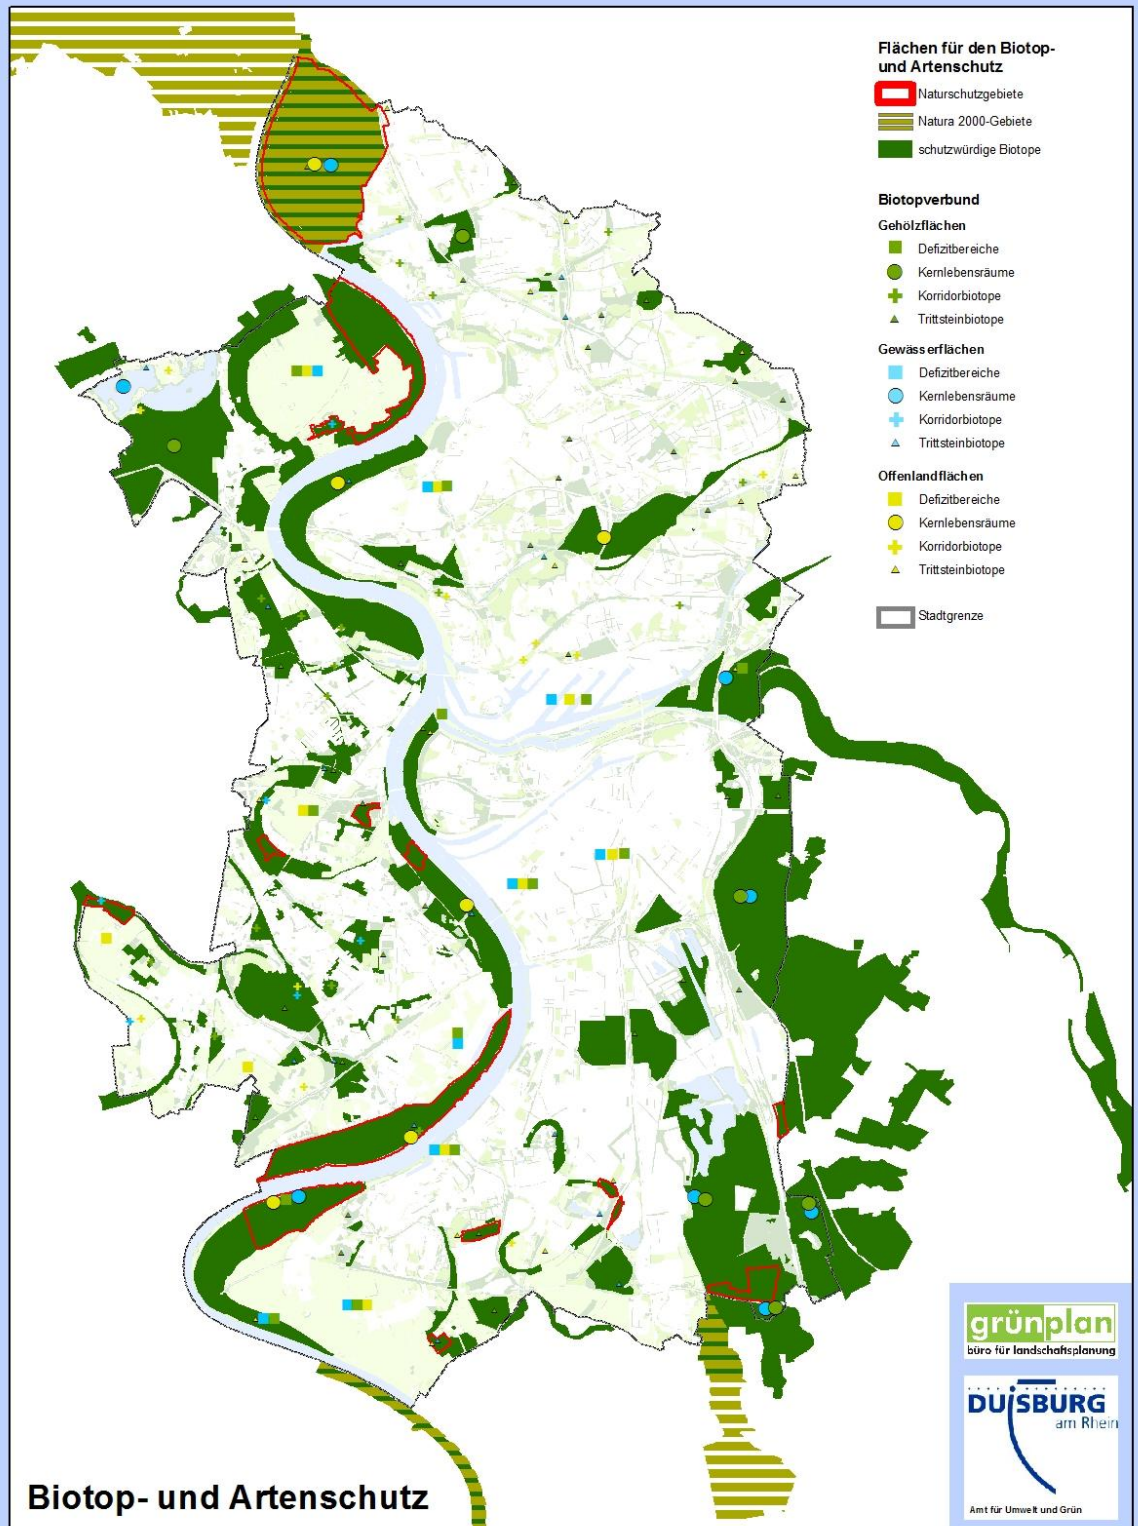 Flächen für den Biotop-
und Artenschutz
Naturschutzgebiete
Natura 2000-Gebiete
schutzwürdige Biotope
Biotopverbund
Gehölzflächen
Defizitbereiche
Kernlebensräume
Korridorbiotope
Trittsteinbiotope
Gewässerflächen
Defizitbereiche
Kernlebensräume
Korridorbiotope
Trittsteinbiotope
Offenlandflächen
Defizitbereiche
Kernlebensräume
Korridorbiotope
Trittsteinbiotope
Stadtgrenze
grünplan
büro für landschaftsplanung
DUISBURG
am Rhein
Amt für Umwelt und Grün
Biotop- und Artenschutz